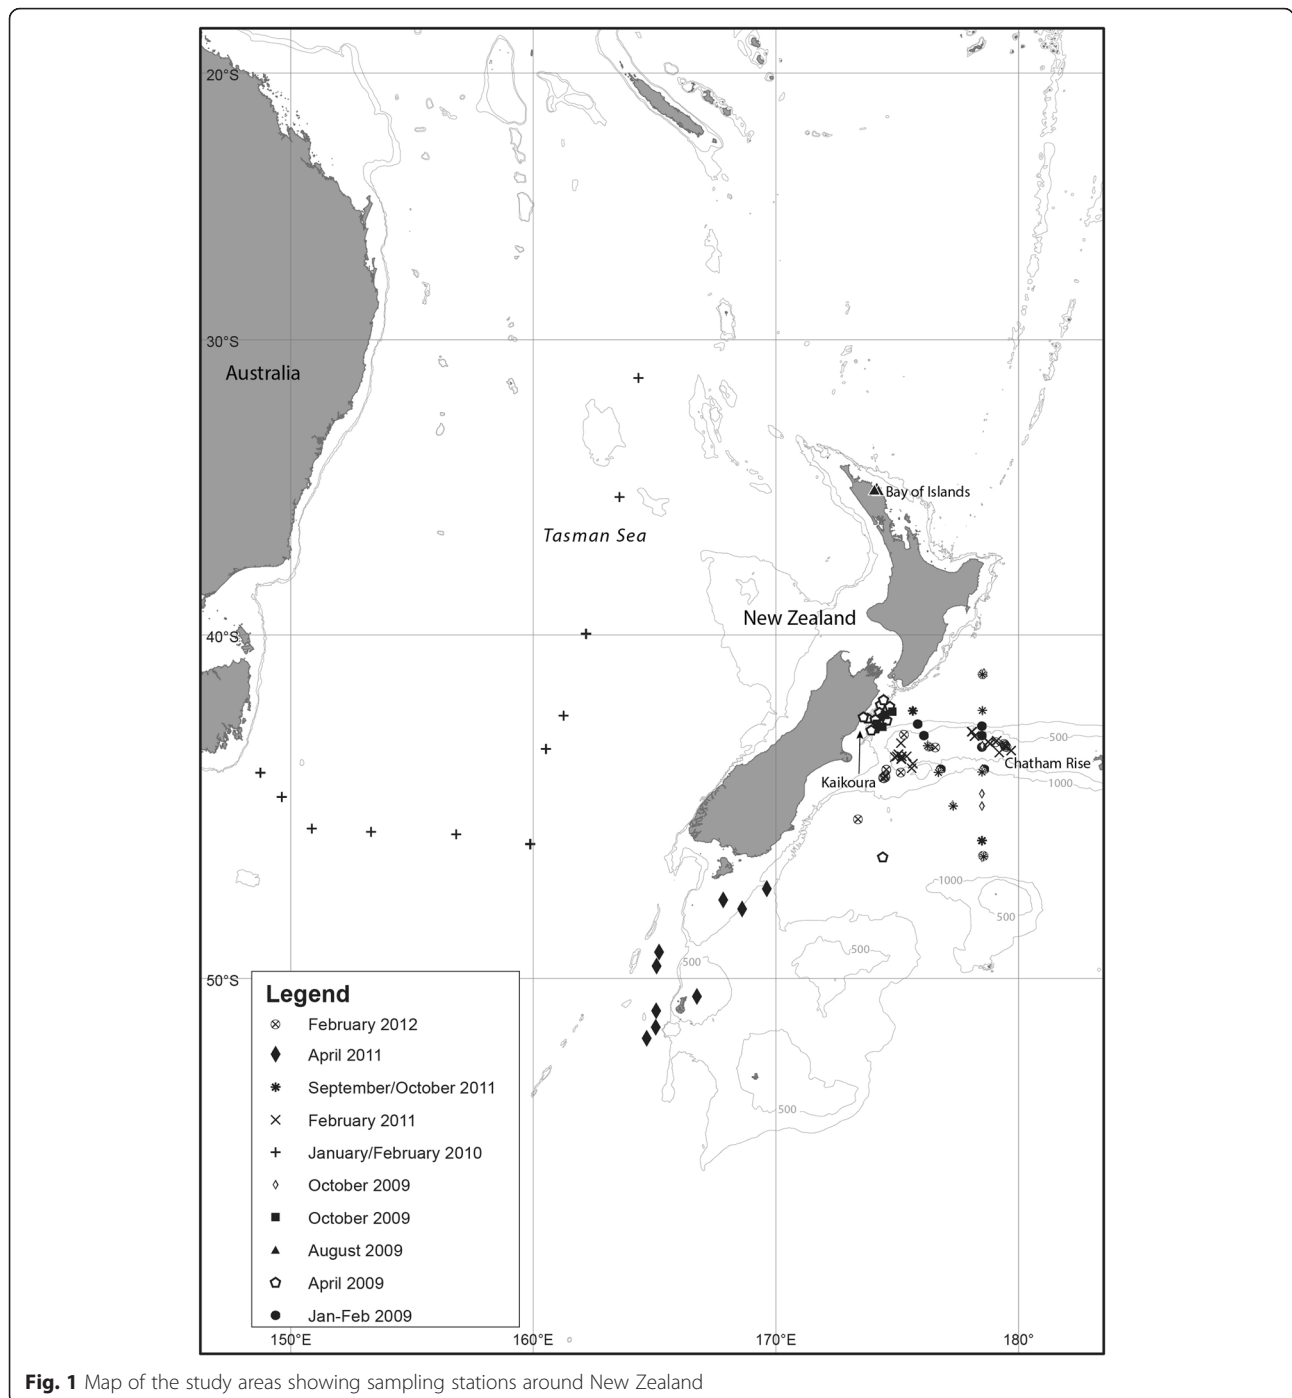 20°S
30°S
Australia
Bay of Islands
Tasman Sea
New Zealand
40°S
500
Chatham Rise
Kaikoura
1000
1000
500
500
500
50°S
500
Legend
February 2012
April 2011
September/October 2011
February 2011
January/February 2010
October 2009
October 2009
August 2009
April 2009
Jan-Feb 2009
150°E 160°E 170°E 180°
Fig. 1 Map of the study areas showing sampling stations around New Zealand